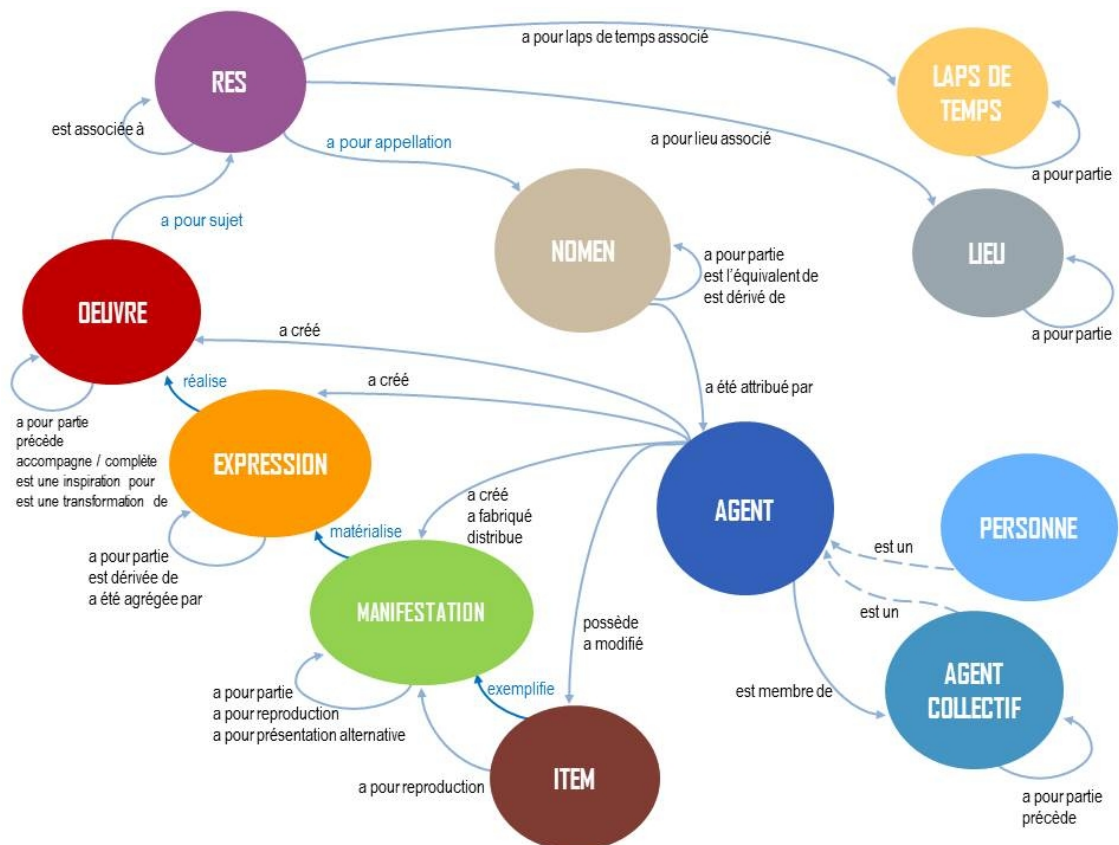 a pour laps de temps associé
RES
LAPS DE
TEMPS
est associée à
a pour appellation
a pour lieu associé
a pour partie
a pour sujet
NOMEN
a pour partie
est l'équivalent de
est dérivé de
LIEU
OEUVRE
a créé
a pour partie
réalise
a créé
a été attribué par
a pour partie
précède
accompagne / complète
est une inspiration pour
est une transformation de
EXPRESSION
a créé
a fabriqué
distribue
AGENT
PERSONNE
matérialise
est un
a pour partie
est dérivée de
a été agrégée par
MANIFESTATION
est un
possède
a modifié
AGENT
COLLECTIF
exemplifie
est membre de
a pour partie
a pour reproduction
a pour présentation alternative
a pour reproduction
ITEM
a pour partie
précède